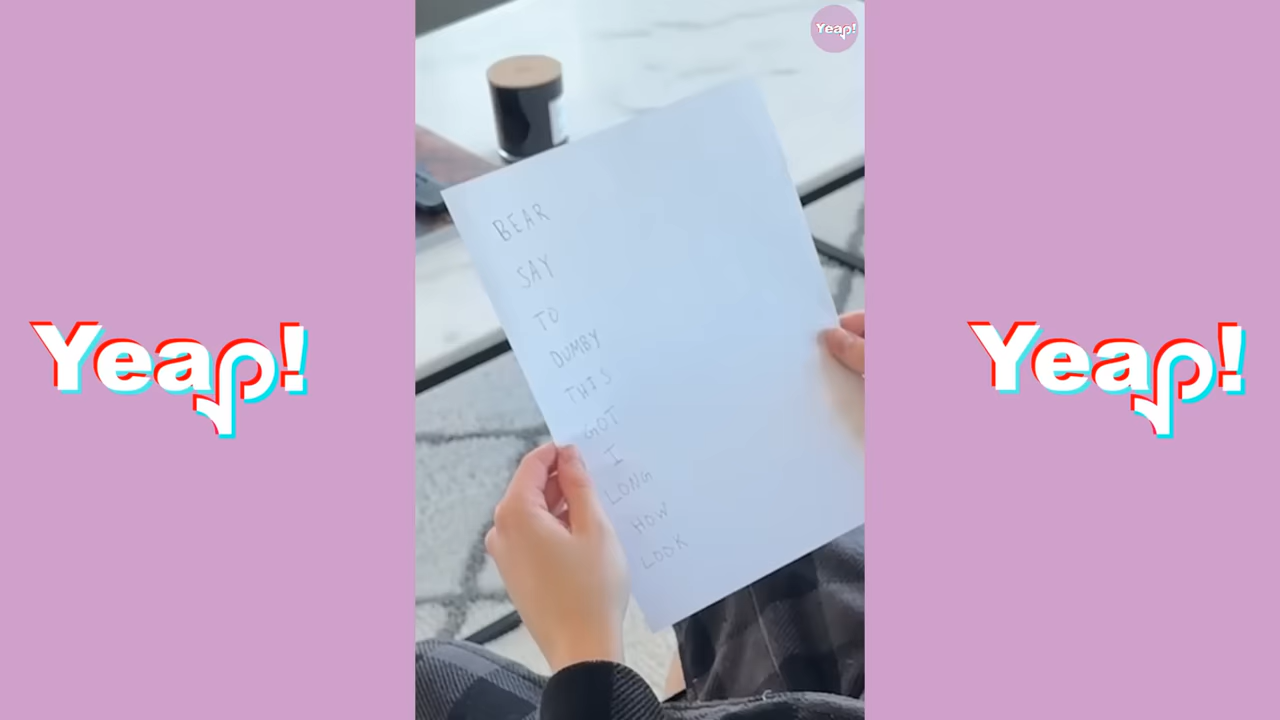 Yeap!
BEAR
SAY
TO
DUMBY
THIS
GOT
I
LONG
HOW
LOOK
Yeap!
Yeap!